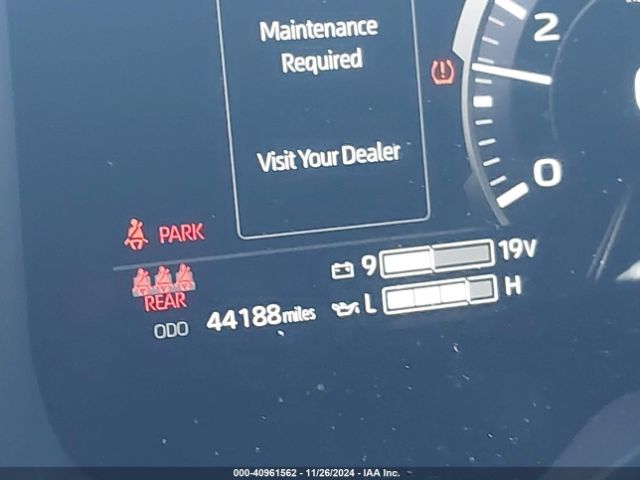 Maintenance
Required
Visit Your Dealer
2
0
PARK
REAR
9 19V
L H
ODO 44188 miles
000-40961562 - 11/26/2024 - IAA Inc.